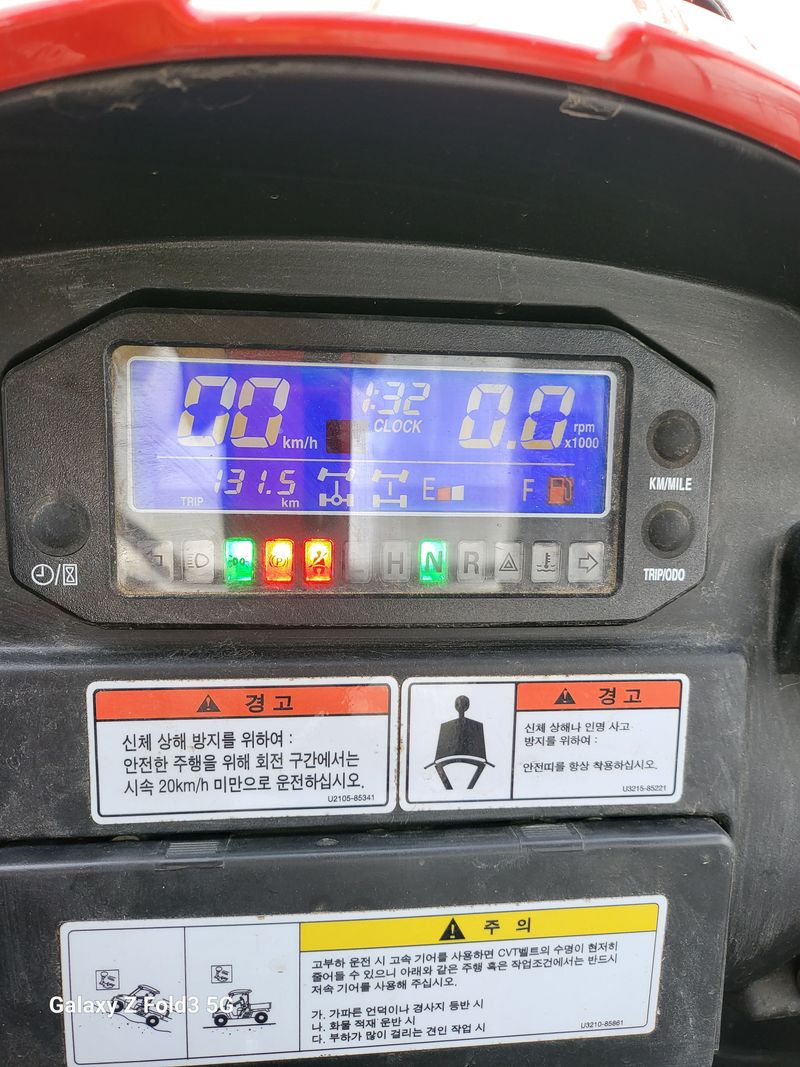 00 km/h
1:32
CLOCK
0.0 rpm x1000
TRIP 131.5 km
E F
KM/MILE
TRIP/ODO
(P) H N R
경고
신체 상해 방지를 위하여 :
안전한 주행을 위해 회전 구간에서는
시속 20km/h 미만으로 운전하십시오.
U2105-85341
경고
신체 상해나 인명 사고
방지를 위하여 :
안전띠를 항상 착용하십시오.
U3215-85221
주의
고부하 운전 시 고속 기어를 사용하면 CVT벨트의 수명이 현저히
줄어들 수 있으니 아래와 같은 주행 혹은 작업조건에서는 반드시
저속 기어를 사용해 주십시오.
가. 가파른 언덕이나 경사지 등반 시
나. 화물 적재 운반 시
다. 부하가 많이 걸리는 견인 작업 시
U3210-85861
Galaxy Z Fold3 5G